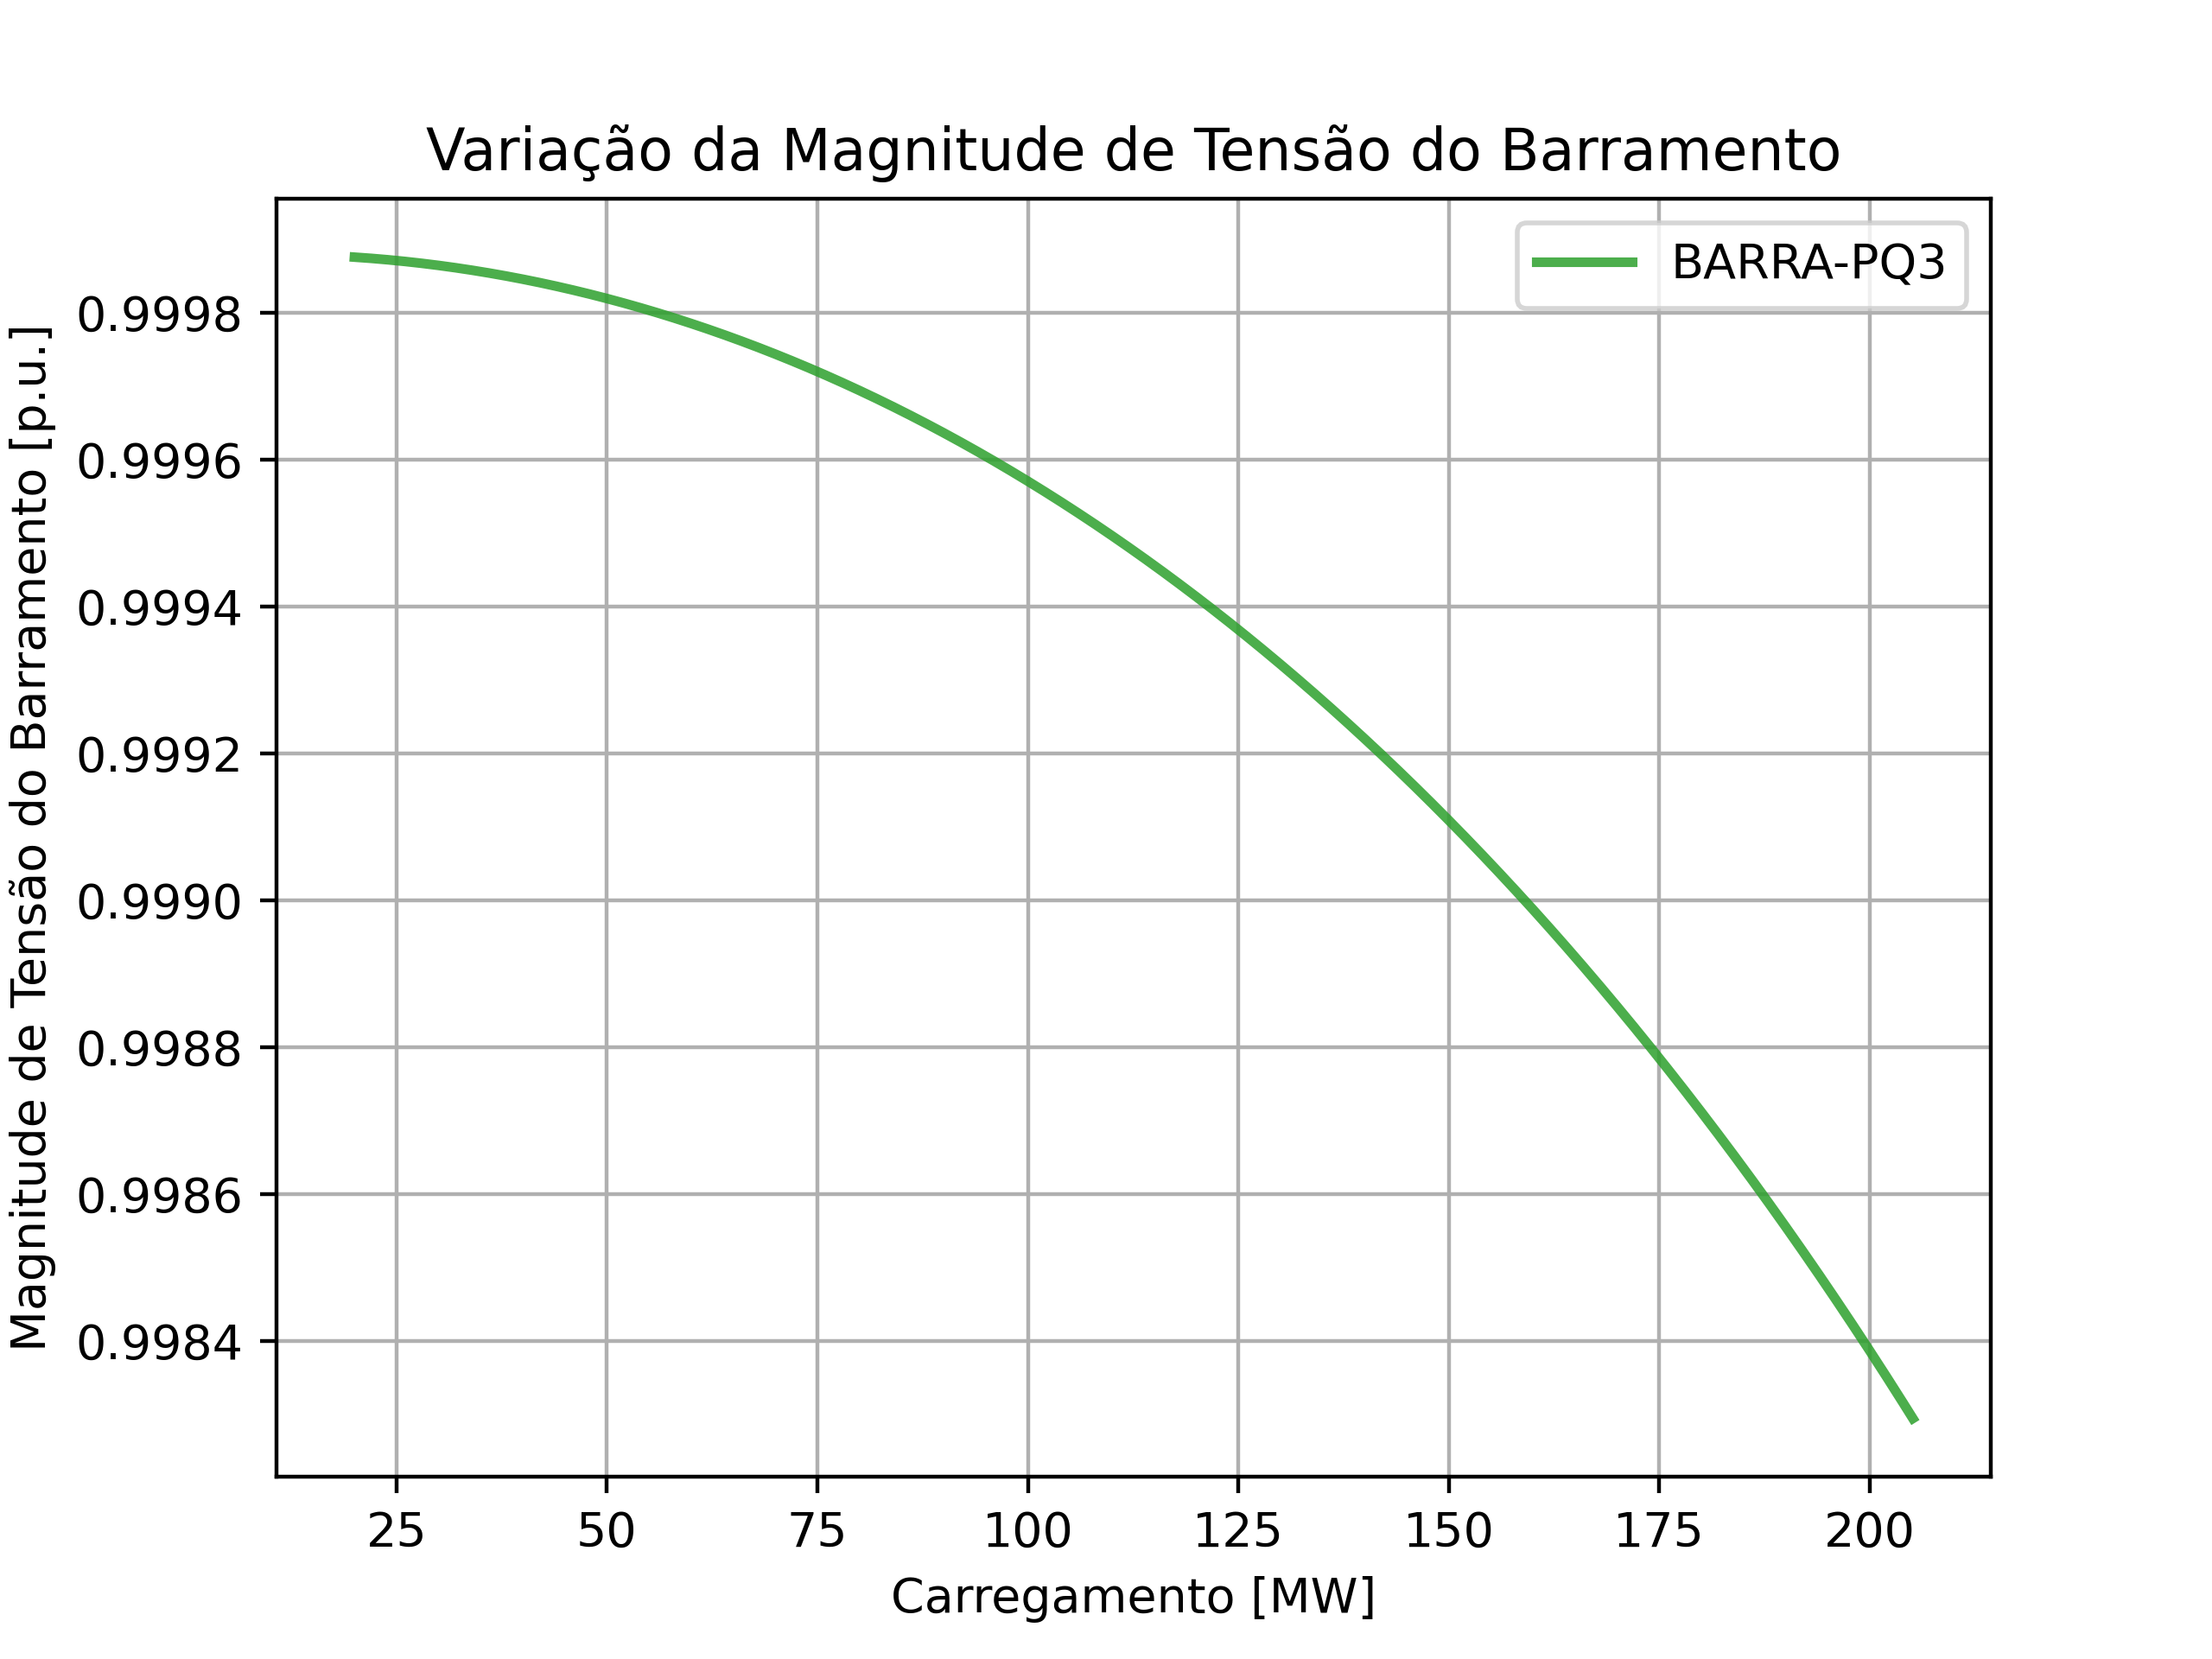 Variação da Magnitude de Tensão do Barramento
BARRA-PQ3
Magnitude de Tensão do Barramento [p.u.]
0.9998
0.9996
0.9994
0.9992
0.9990
0.9988
0.9986
0.9984
25 50 75 100 125 150 175 200
Carregamento [MW]